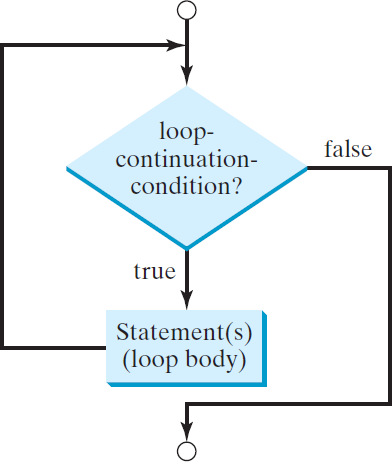 loop-
continuation-
condition?
false
true
Statement(s)
(loop body)